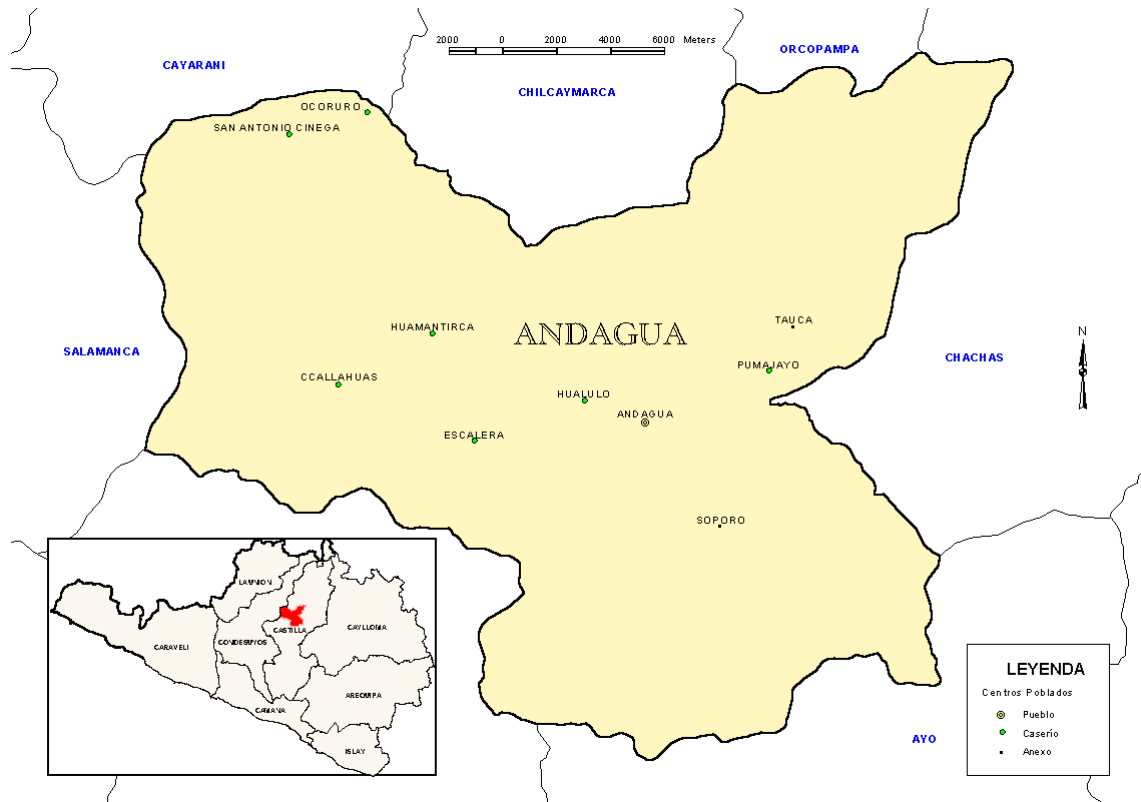 2000 0 2000 4000 6000 Meters
ORCOPAMPA
CAYARANI
CHILCAYMARCA
OCORURO
SAN ANTONIO CINEGA
TAUCA
HUAMANTIRCA
ANDAGUA
N
SALAMANCA
CHACHAS
PUMAJAYO
CCALLAHUAS
HUALULO
ANDAGUA
ESCALERA
SOPORO
LA UNION
CASTILLA
CONDESUYOS
CAYLLOMA
CARAVELI
AREQUIPA
CAMANA
ISLAY
LEYENDA
Centros Poblados
Pueblo
Caserío
Anexo
AYO